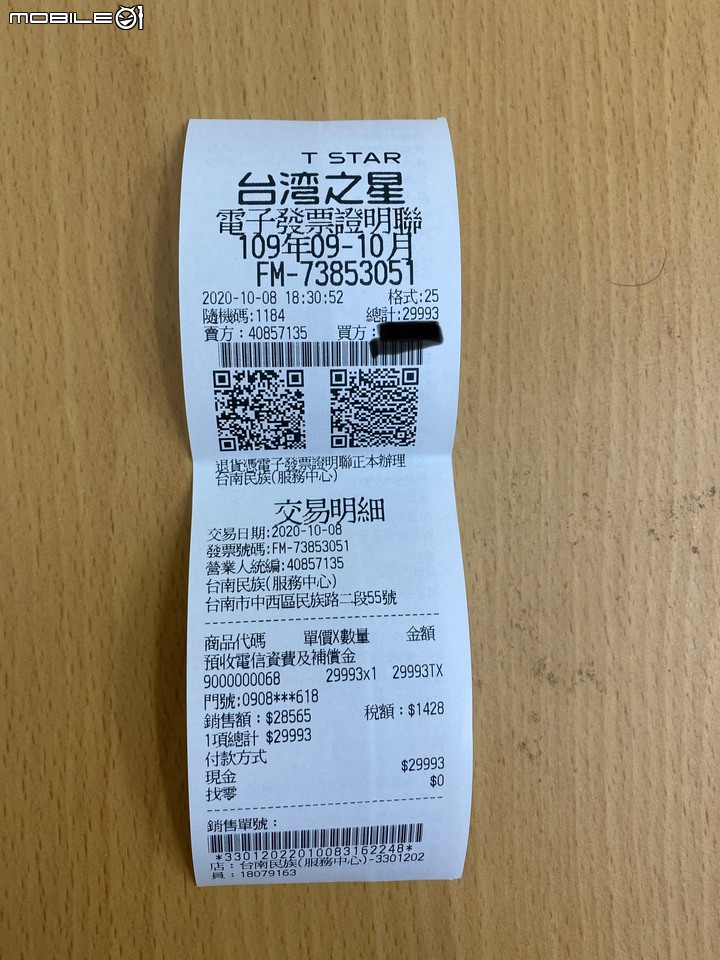 MOBILE01
T STAR
台湾之星
電子發票證明聯
109年09-10月
FM-73853051
2020-10-08 18:30:52 格式:25
隨機碼:1184 總計:29993
賣方:40857135 買方:
退貨憑電子發票證明聯正本辦理
台南民族(服務中心)
交易明細
交易日期:2020-10-08
發票號碼:FM-73853051
營業人統編:40857135
台南民族(服務中心)
台南市中西區民族路二段55號
商品代碼 單價X數量 金額
預收電信資費及補償金
9000000068 29993x1 29993TX
門號:0908***618
銷售額:$28565 稅額:$1428
1項總計 $29993
付款方式
現金 $29993
找零 $0
銷售單號:
*33012022010083162248*
店:台南民族(服務中心)-3301202
員:18079163